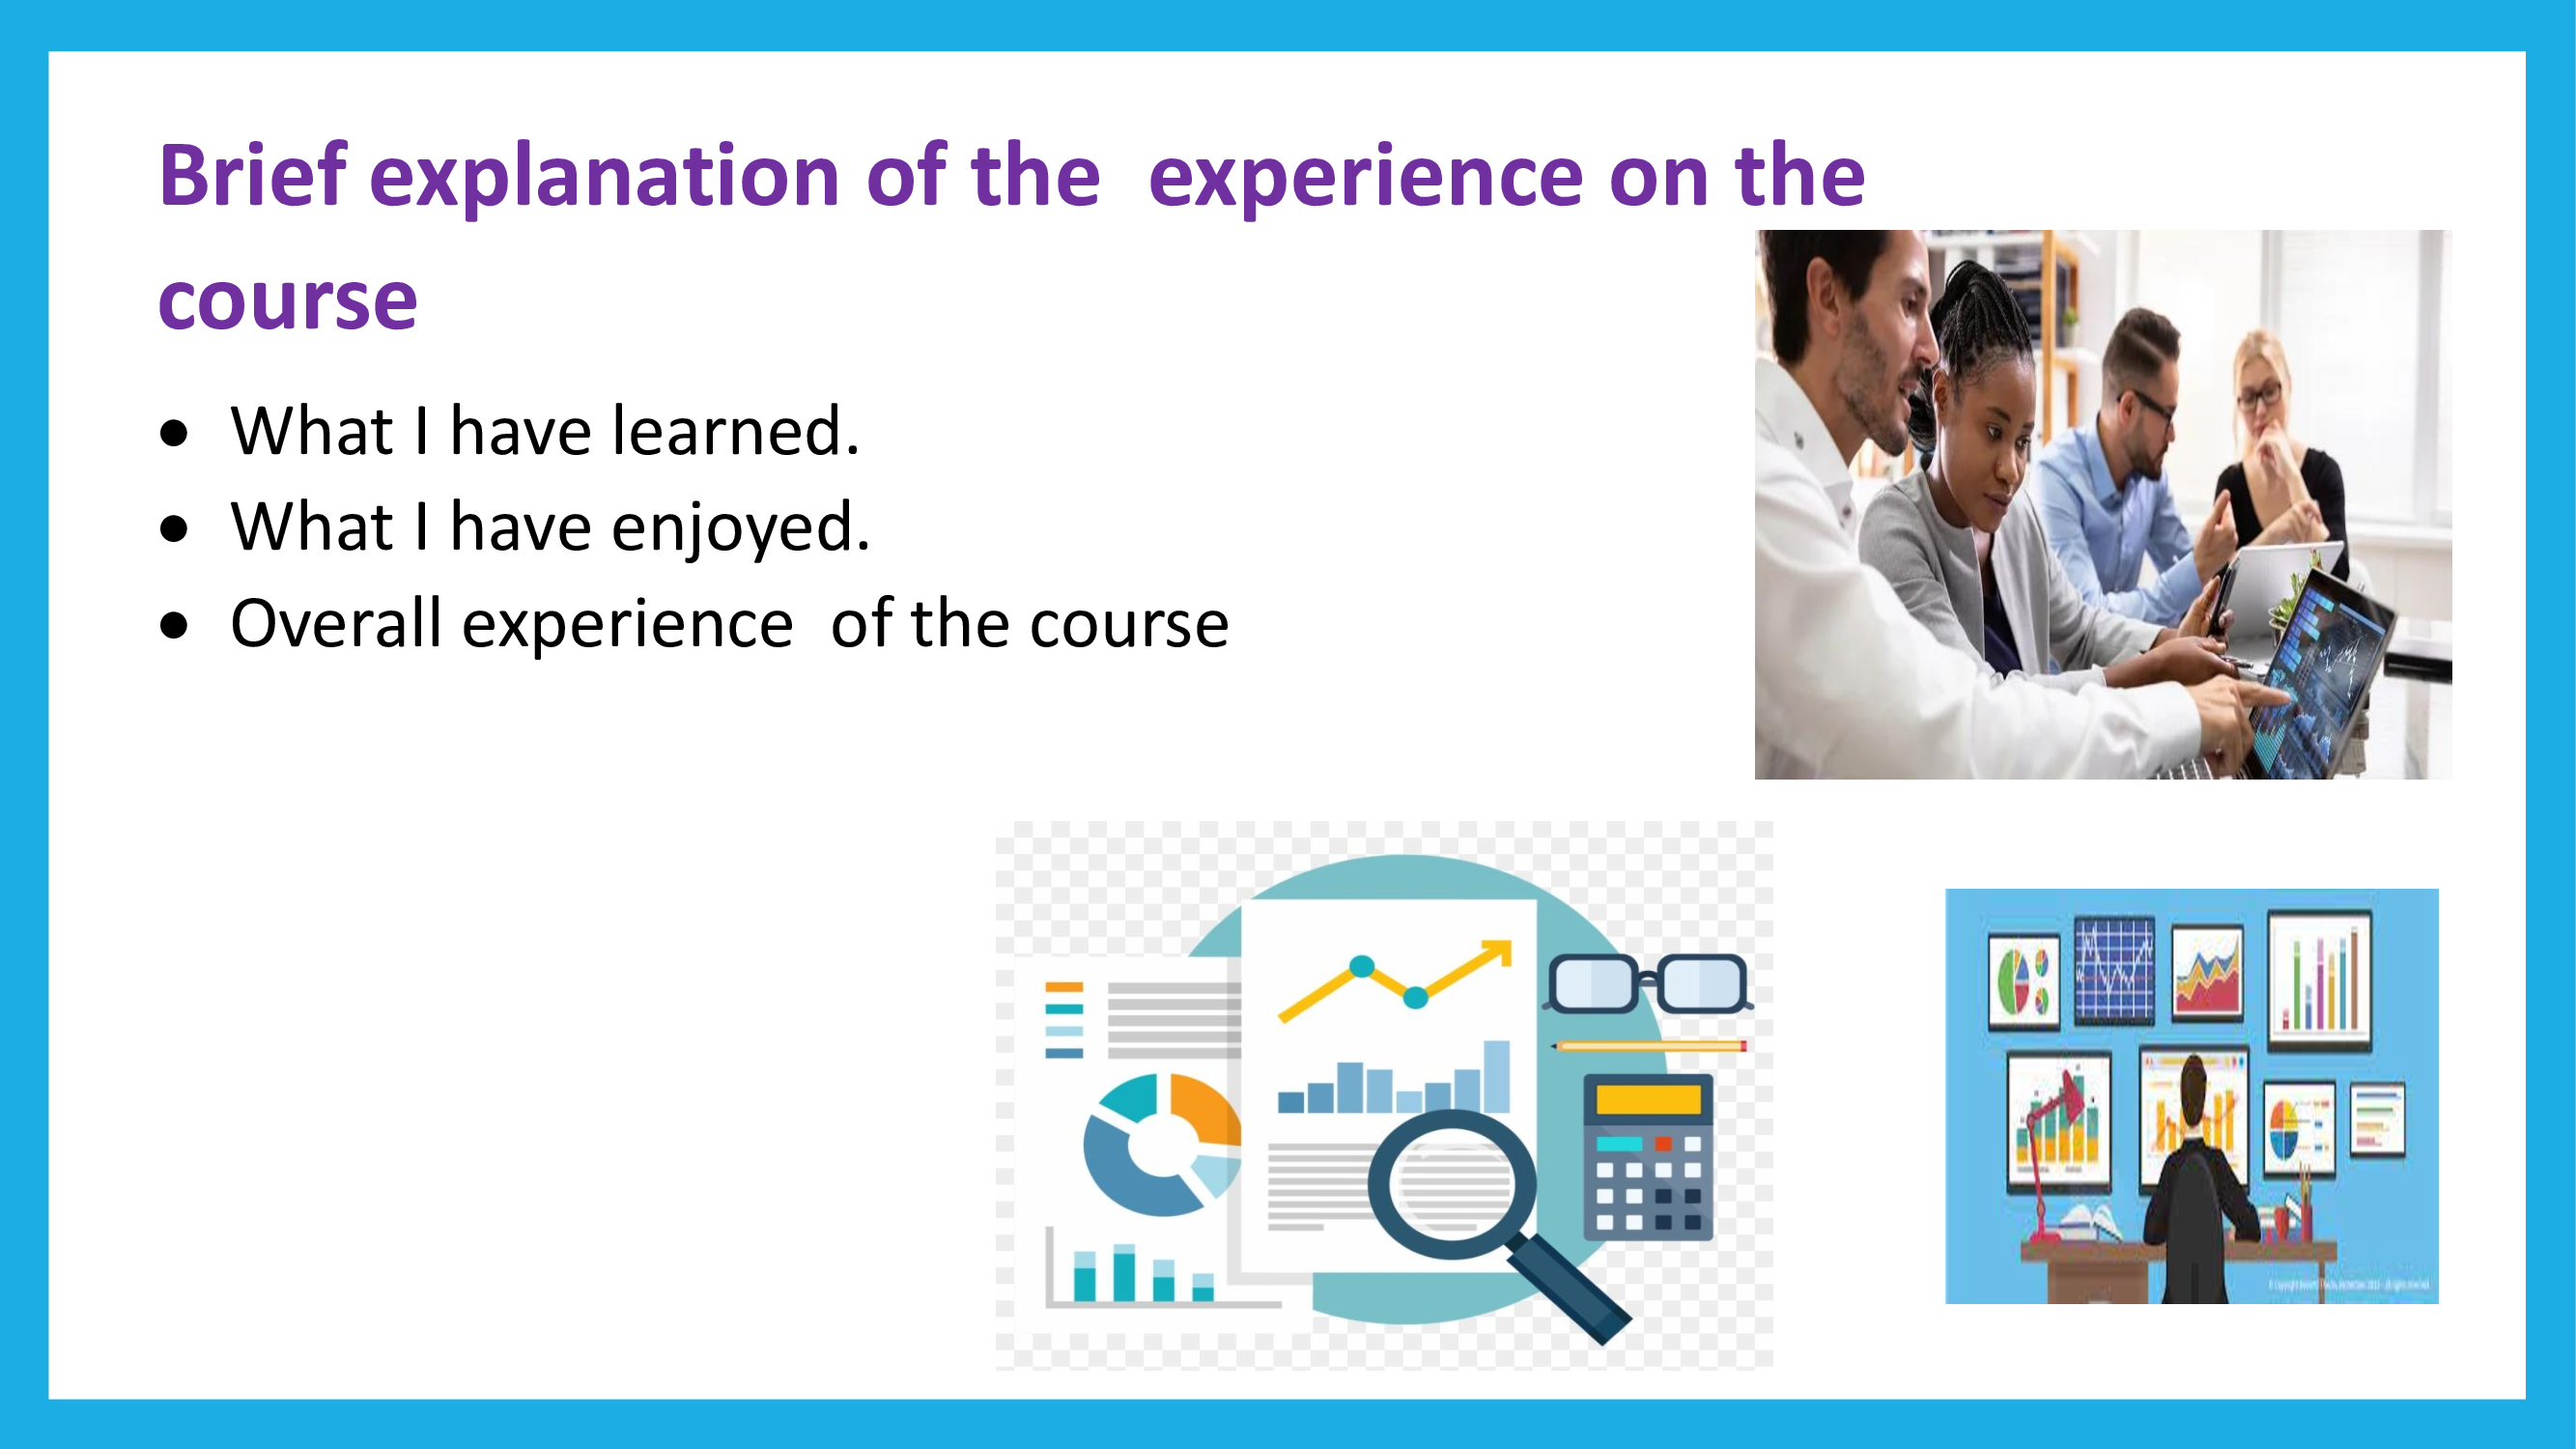 Brief explanation of the  experience on the
course
• What I have learned.
• What I have enjoyed.
• Overall experience  of the course